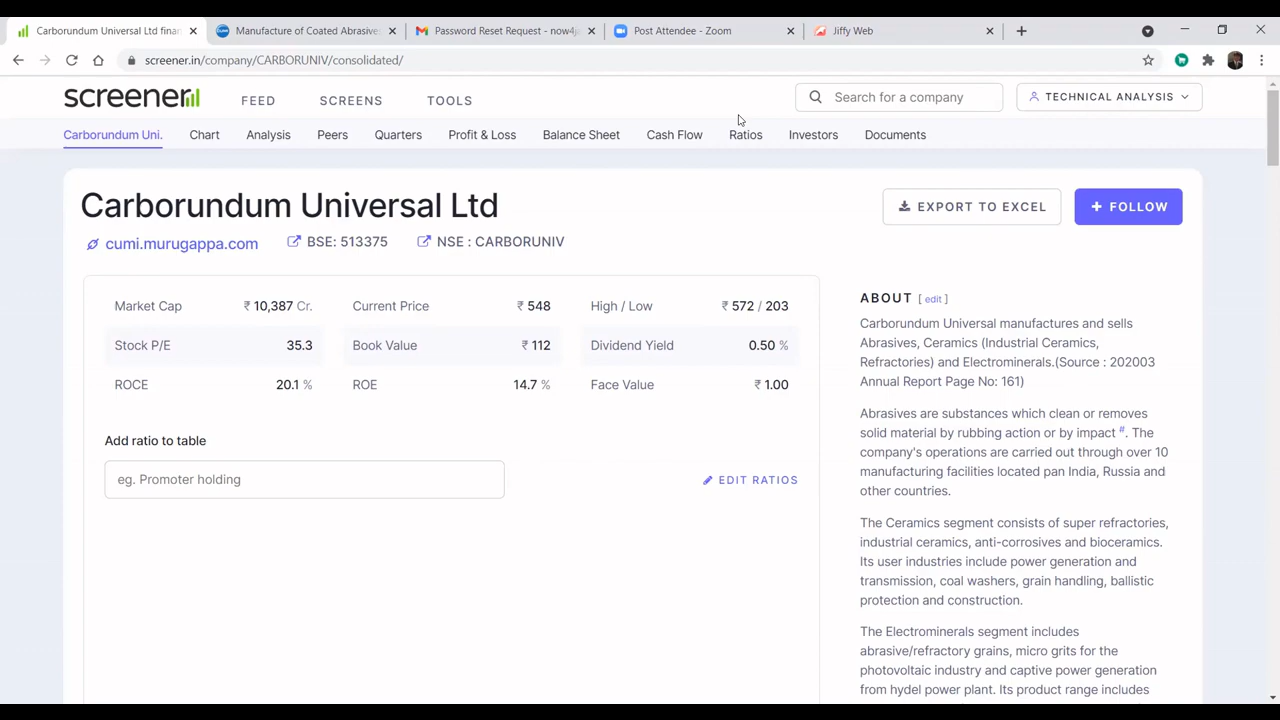 Carborundum Universal Ltd finan
Manufacture of Coated Abrasives
Password Reset Request - now4j
Post Attendee - Zoom
Jiffy Web
screener.in/company/CARBORUNIV/consolidated/
screener
FEED
SCREENS
TOOLS
Search for a company
TECHNICAL ANALYSIS
Carborundum Uni.
Chart
Analysis
Peers
Quarters
Profit & Loss
Balance Sheet
Cash Flow
Ratios
Investors
Documents
Carborundum Universal Ltd
EXPORT TO EXCEL
+ FOLLOW
cumi.murugappa.com
BSE: 513375
NSE : CARBORUNIV
Market Cap ₹ 10,387 Cr.
Current Price ₹ 548
High / Low ₹ 572 / 203
Stock P/E 35.3
Book Value ₹ 112
Dividend Yield 0.50 %
ROCE 20.1 %
ROE 14.7 %
Face Value ₹ 1.00
Add ratio to table
eg. Promoter holding
EDIT RATIOS
ABOUT [ edit ]
Carborundum Universal manufactures and sells
Abrasives, Ceramics (Industrial Ceramics,
Refractories) and Electrominerals.(Source : 202003
Annual Report Page No: 161)
Abrasives are substances which clean or removes
solid material by rubbing action or by impact #. The
company's operations are carried out through over 10
manufacturing facilities located pan India, Russia and
other countries.
The Ceramics segment consists of super refractories,
industrial ceramics, anti-corrosives and bioceramics.
Its user industries include power generation and
transmission, coal washers, grain handling, ballistic
protection and construction.
The Electrominerals segment includes
abrasive/refractory grains, micro grits for the
photovoltaic industry and captive power generation
from hydel power plant. Its product range includes